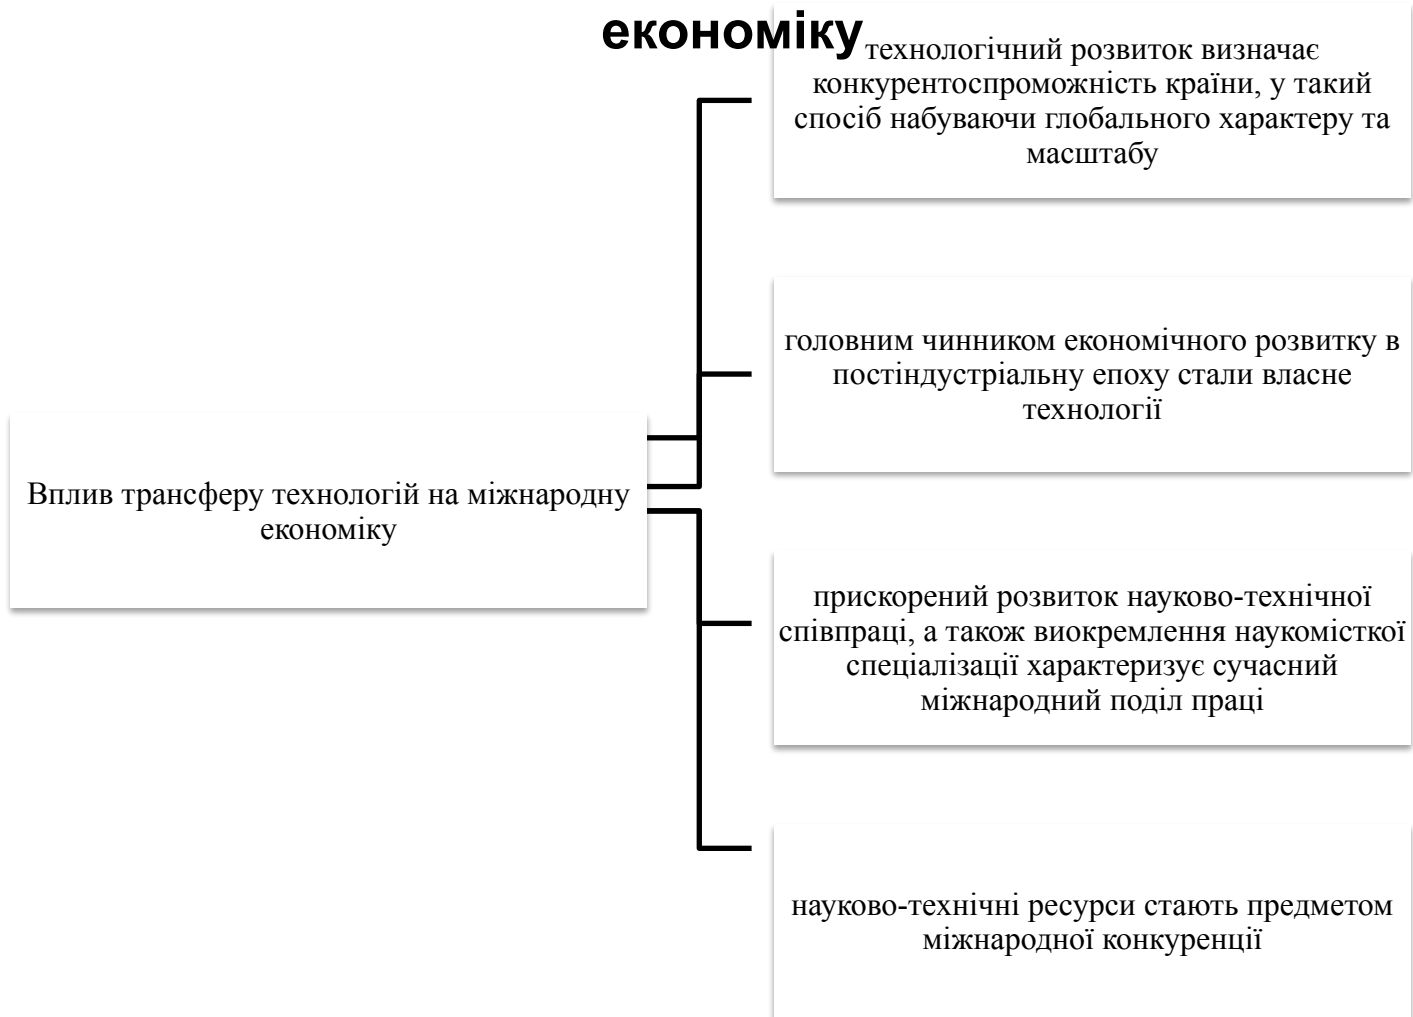 економіку
технологічний розвиток визначає
конкурентоспроможність країни, у такий
спосіб набуваючи глобального характеру та
масштабу
головним чинником економічного розвитку в
постіндустріальну епоху стали власне
технології
Вплив трансферу технологій на міжнародну
економіку
прискорений розвиток науково-технічної
співпраці, а також виокремлення наукомісткої
спеціалізації характеризує сучасний
міжнародний поділ праці
науково-технічні ресурси стають предметом
міжнародної конкуренції